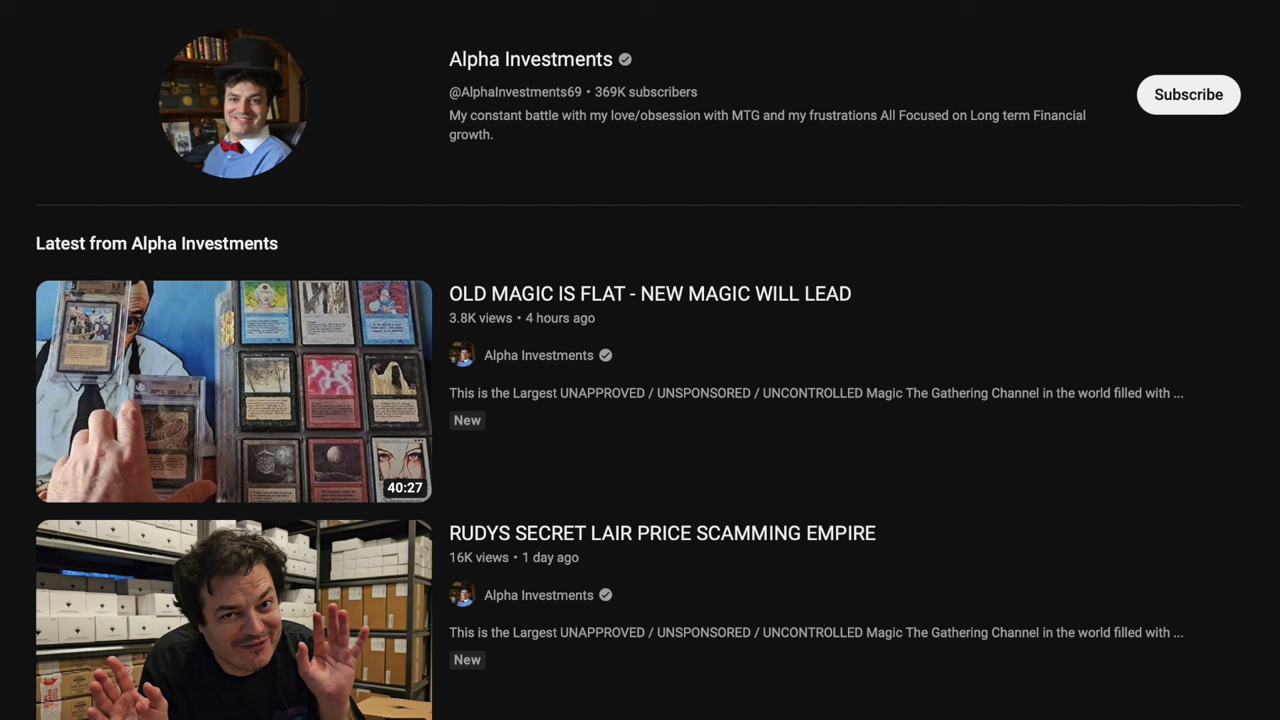 Alpha Investments
@AlphaInvestments69 • 369K subscribers
My constant battle with my love/obsession with MTG and my frustrations All Focused on Long term Financial
growth.
Subscribe
Latest from Alpha Investments
40:27
OLD MAGIC IS FLAT - NEW MAGIC WILL LEAD
3.8K views • 4 hours ago
Alpha Investments
This is the Largest UNAPPROVED / UNSPONSORED / UNCONTROLLED Magic The Gathering Channel in the world filled with ...
New
RUDYS SECRET LAIR PRICE SCAMMING EMPIRE
16K views • 1 day ago
Alpha Investments
This is the Largest UNAPPROVED / UNSPONSORED / UNCONTROLLED Magic The Gathering Channel in the world filled with ...
New